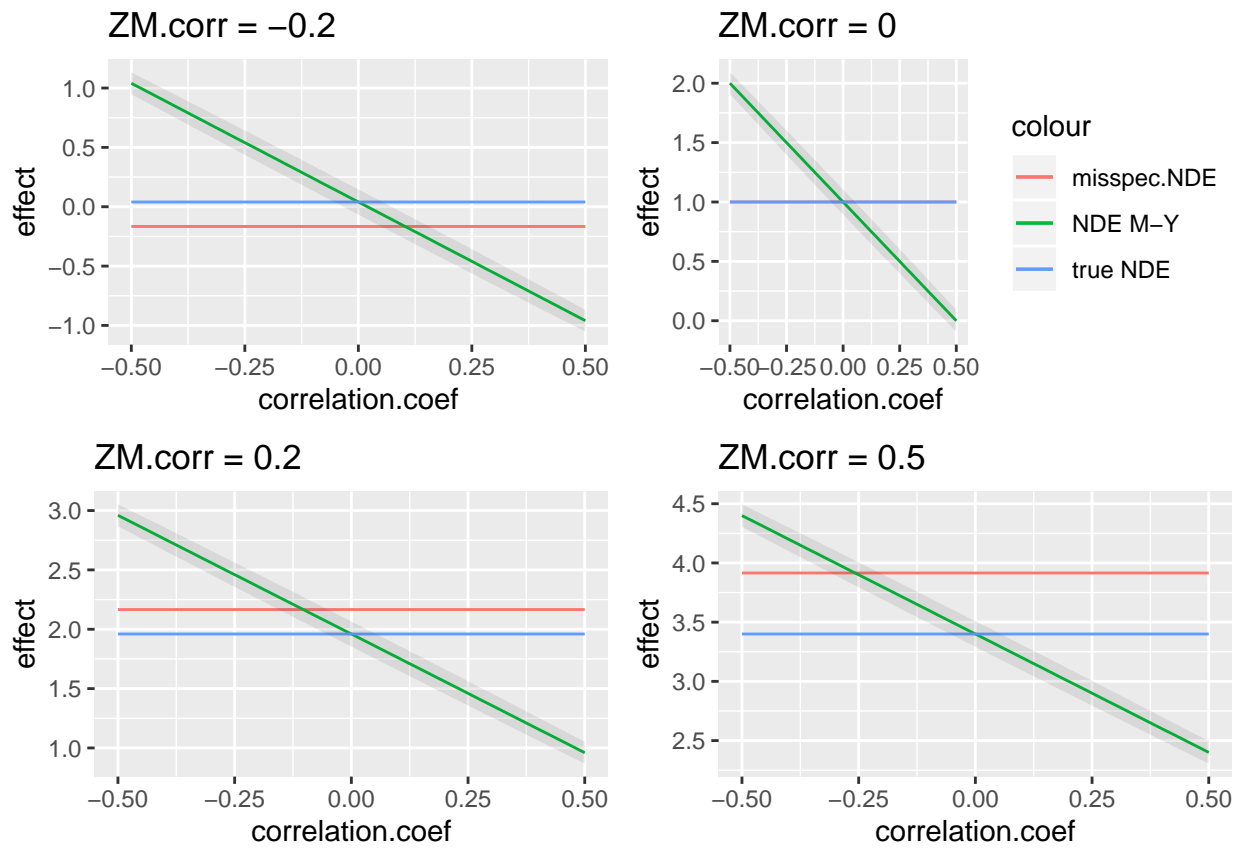 ZM.corr = −0.2
1.0
0.5
0.0
−0.5
−1.0
effect
−0.50
−0.25
0.00
0.25
0.50
correlation.coef
ZM.corr = 0
2.0
1.5
1.0
0.5
0.0
effect
−0.50
−0.25
0.00
0.25
0.50
correlation.coef
colour
misspec.NDE
NDE M−Y
true NDE
ZM.corr = 0.2
3.0
2.5
2.0
1.5
1.0
effect
−0.50
−0.25
0.00
0.25
0.50
correlation.coef
ZM.corr = 0.5
4.5
4.0
3.5
3.0
2.5
effect
−0.50
−0.25
0.00
0.25
0.50
correlation.coef